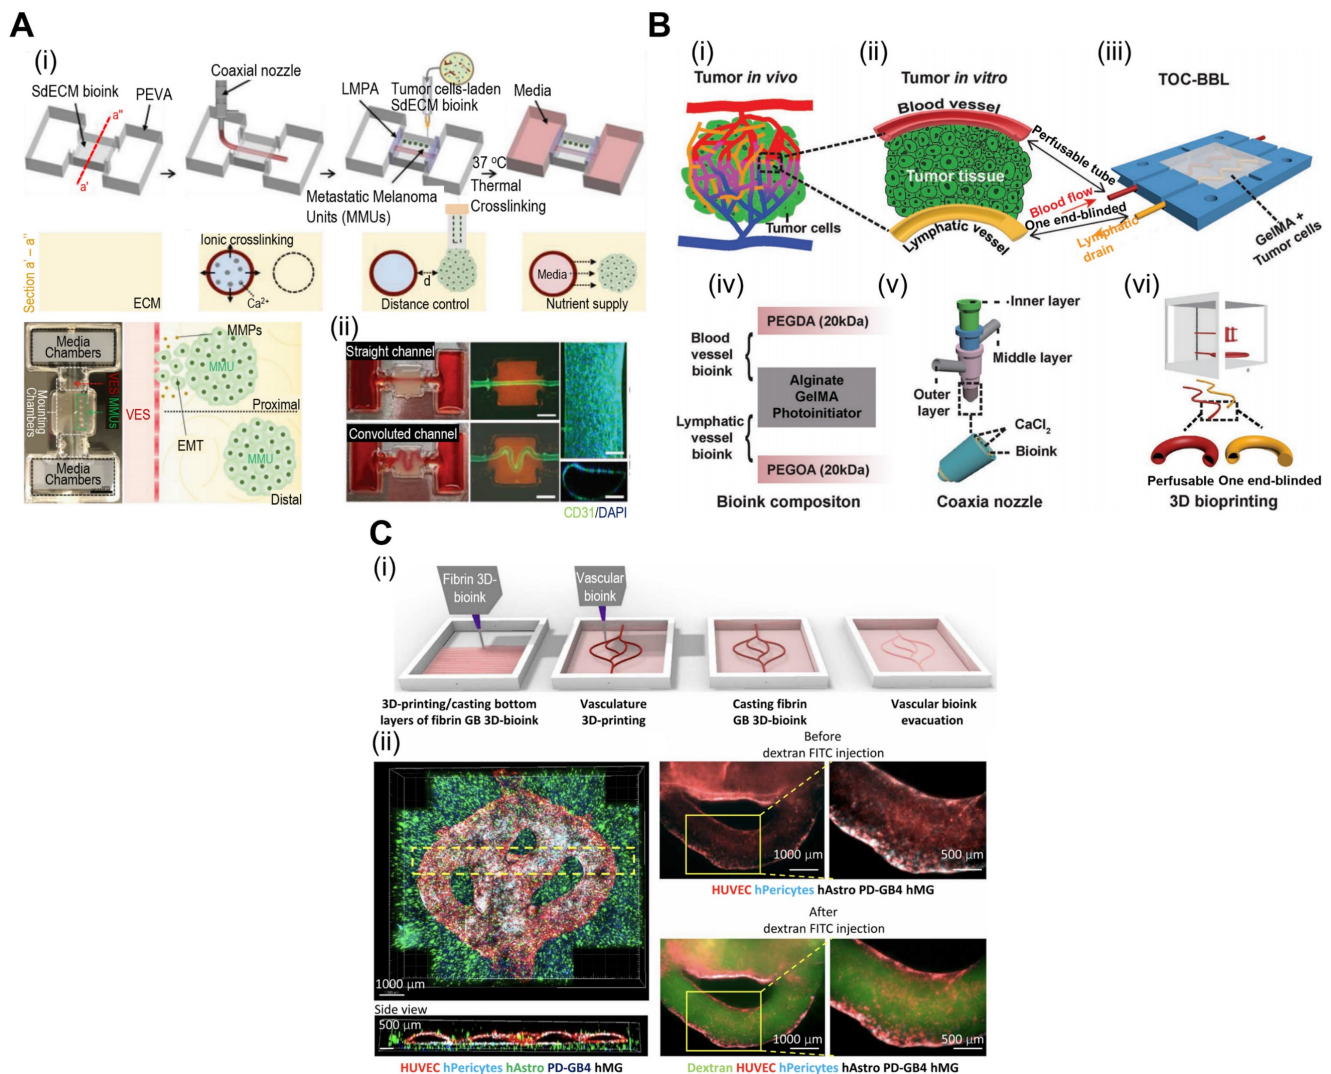 A
(i)
SdECM bioink
a"
a'
PEVA
Coaxial nozzle
LMPA
Tumor cells-laden
SdECM bioink
Metastatic Melanoma
Units (MMUs)
37 ºC
Thermal
Crosslinking
Media
Section a' – a''
ECM
Ionic crosslinking
Ca2+
d
Distance control
Media
Nutrient supply
Media
Chambers
Mounting
Chambers
VES
MMUs
Media
Chambers
VES
MMPs
MMU
EMT
Proximal
MMU
Distal
(ii)
Straight channel
Convoluted channel
CD31/DAPI
B
(i)
Tumor in vivo
Tumor cells
(ii)
Tumor in vitro
Blood vessel
Tumor tissue
Lymphatic vessel
Perfusable tube
Blood flow
One end-blinded
Lymphatic
drain
(iii)
TOC-BBL
GelMA +
Tumor cells
(iv)
Blood
vessel
bioink
Lymphatic
vessel
bioink
PEGDA (20kDa)
Alginate
GelMA
Photoinitiator
PEGOA (20kDa)
Bioink compositon
(v)
Inner layer
Middle layer
Outer
layer
CaCl2
Bioink
Coaxia nozzle
(vi)
Perfusable One end-blinded
3D bioprinting
C
(i)
Fibrin 3D-
bioink
Vascular
bioink
3D-printing/casting bottom
layers of fibrin GB 3D-bioink
Vasculature
3D-printing
Casting fibrin
GB 3D-bioink
Vascular bioink
evacuation
(ii)
1000 µm
Side view
500 µm
HUVEC hPericytes hAstro PD-GB4 hMG
Before
dextran FITC injection
1000 µm
500 µm
HUVEC hPericytes hAstro PD-GB4 hMG
After
dextran FITC injection
1000 µm
500 µm
Dextran HUVEC hPericytes hAstro PD-GB4 hMG